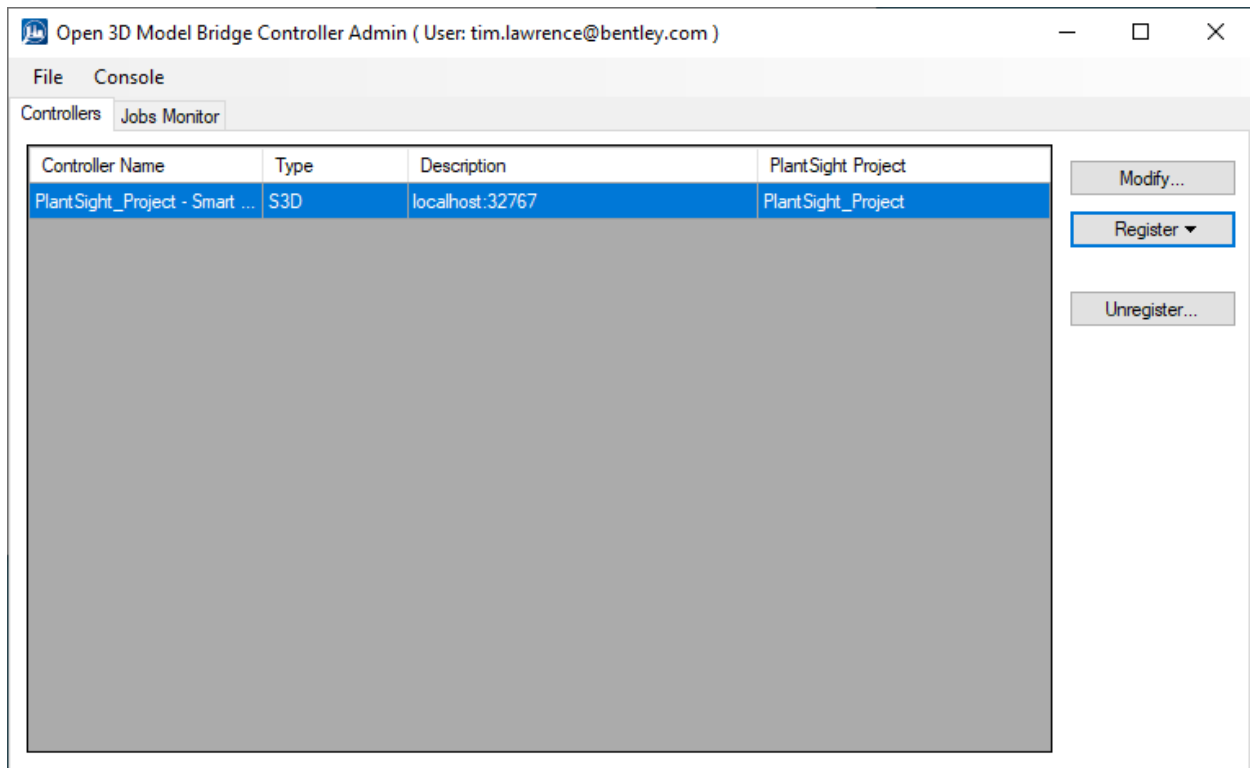 Open 3D Model Bridge Controller Admin ( User: tim.lawrence@bentley.com )
File Console
Controllers Jobs Monitor
Controller Name Type Description PlantSight Project
PlantSight_Project - Smart ... S3D localhost:32767 PlantSight_Project
Modify...
Register
Unregister...